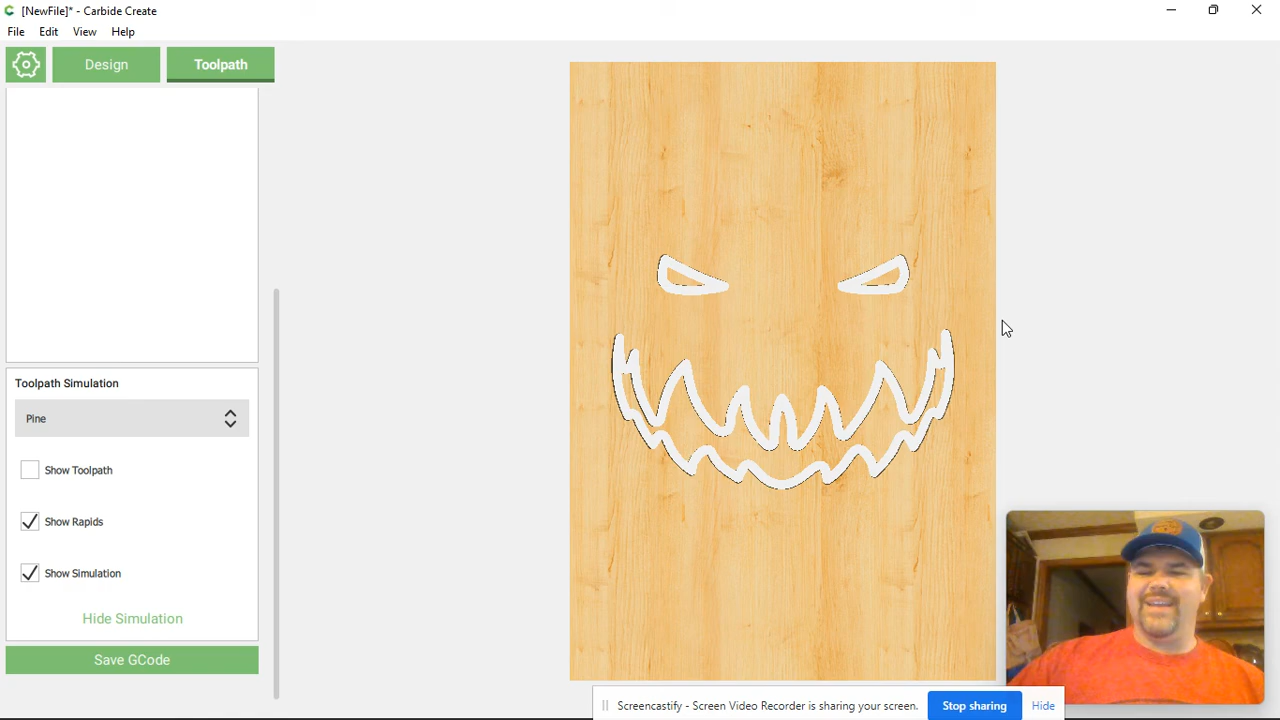 [NewFile]* - Carbide Create
File Edit View Help
Design Toolpath
Toolpath Simulation
Pine
Show Toolpath
Show Rapids
Show Simulation
Hide Simulation
Save GCode
Screencastify - Screen Video Recorder is sharing your screen. Stop sharing Hide